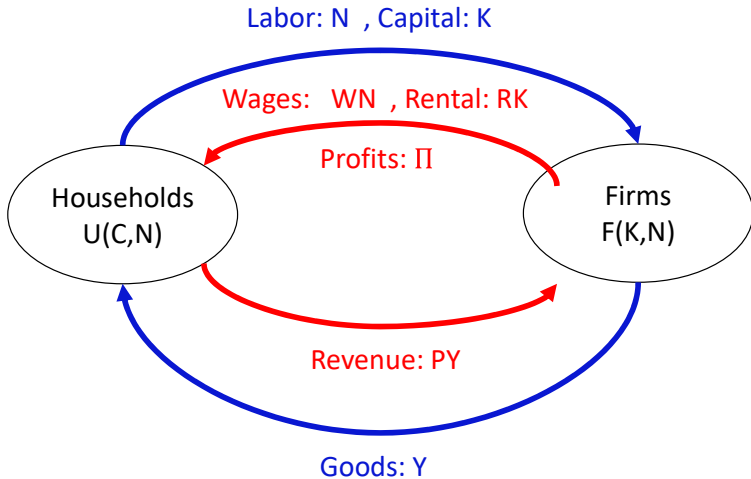 Labor: N , Capital: K
Wages: WN , Rental: RK
Profits: Π
Households
U(C,N)
Firms
F(K,N)
Revenue: PY
Goods: Y